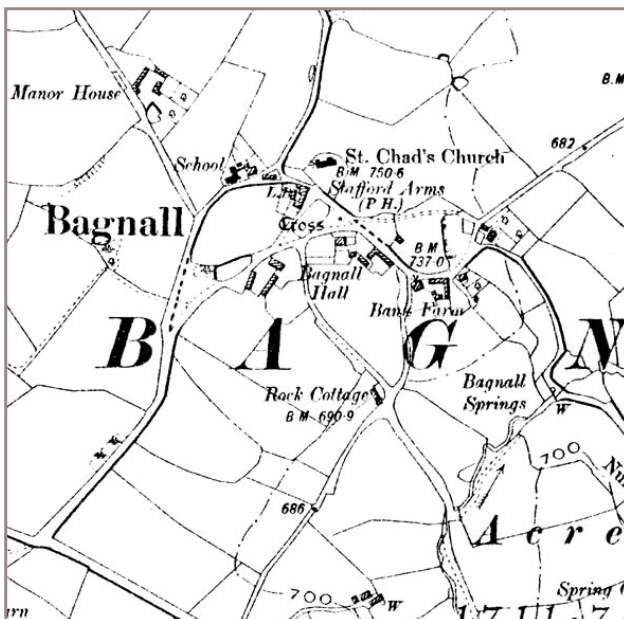 B.M
Manor House
682
School
St. Chad's Church
B.M 750·6
Stafford Arms
(P.H.)
Bagnall
Cross
B M
737·0
Bagnall
Hall
Bank Farm
B A G N
Bagnall
Springs
Rock Cottage
B M 690·9
W
700
686
Acre
700
W
Spring